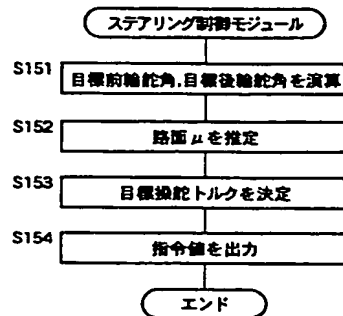 ステアリング制御モジュール
S151
目標前輪舵角,目標後輪舵角を演算
S152
路面μを推定
S153
目標操舵トルクを決定
S154
指令値を出力
エンド